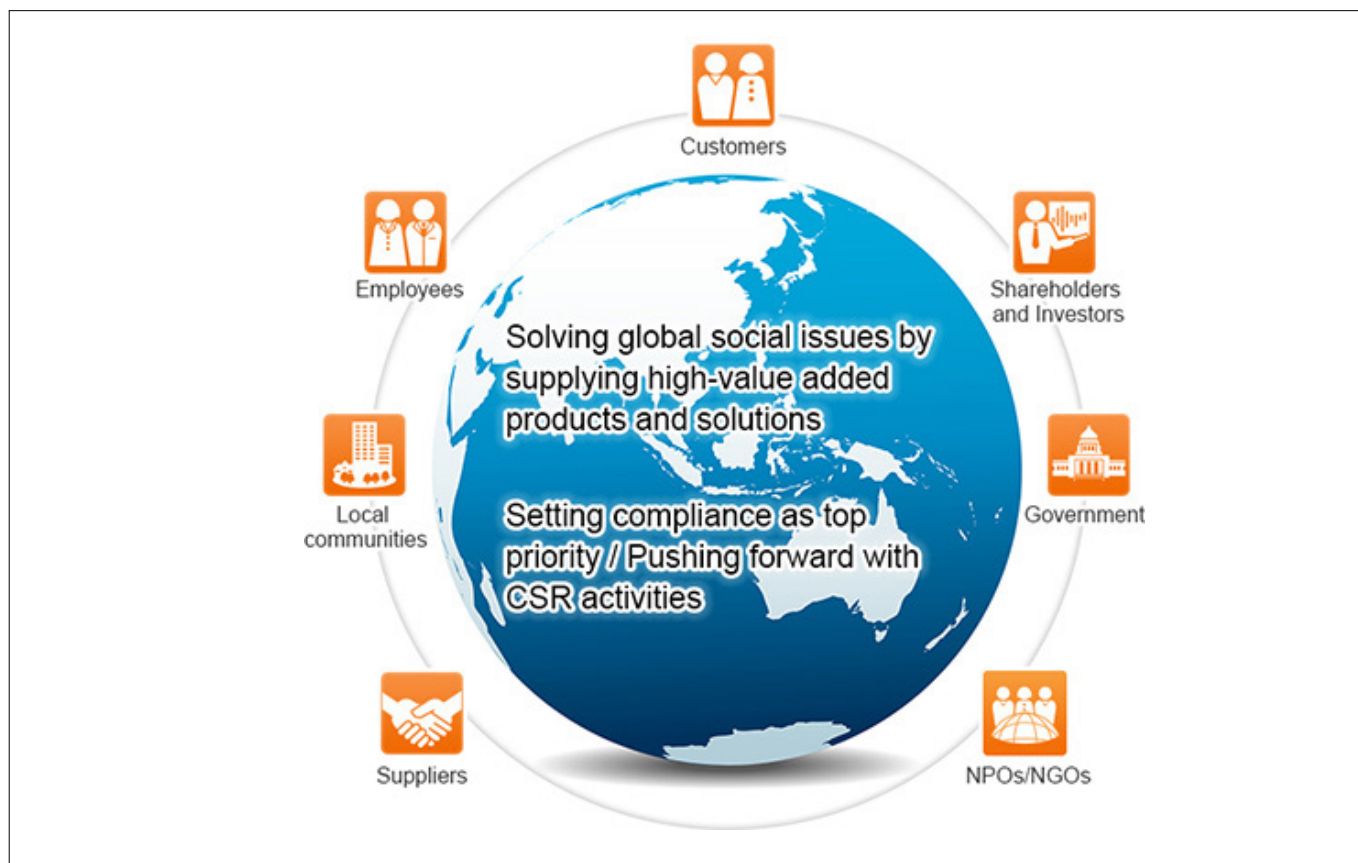 Customers
Employees
Shareholders
and Investors
Solving global social issues by
supplying high-value added
products and solutions
Local
communities
Government
Setting compliance as top
priority / Pushing forward with
CSR activities
Suppliers
NPOs/NGOs